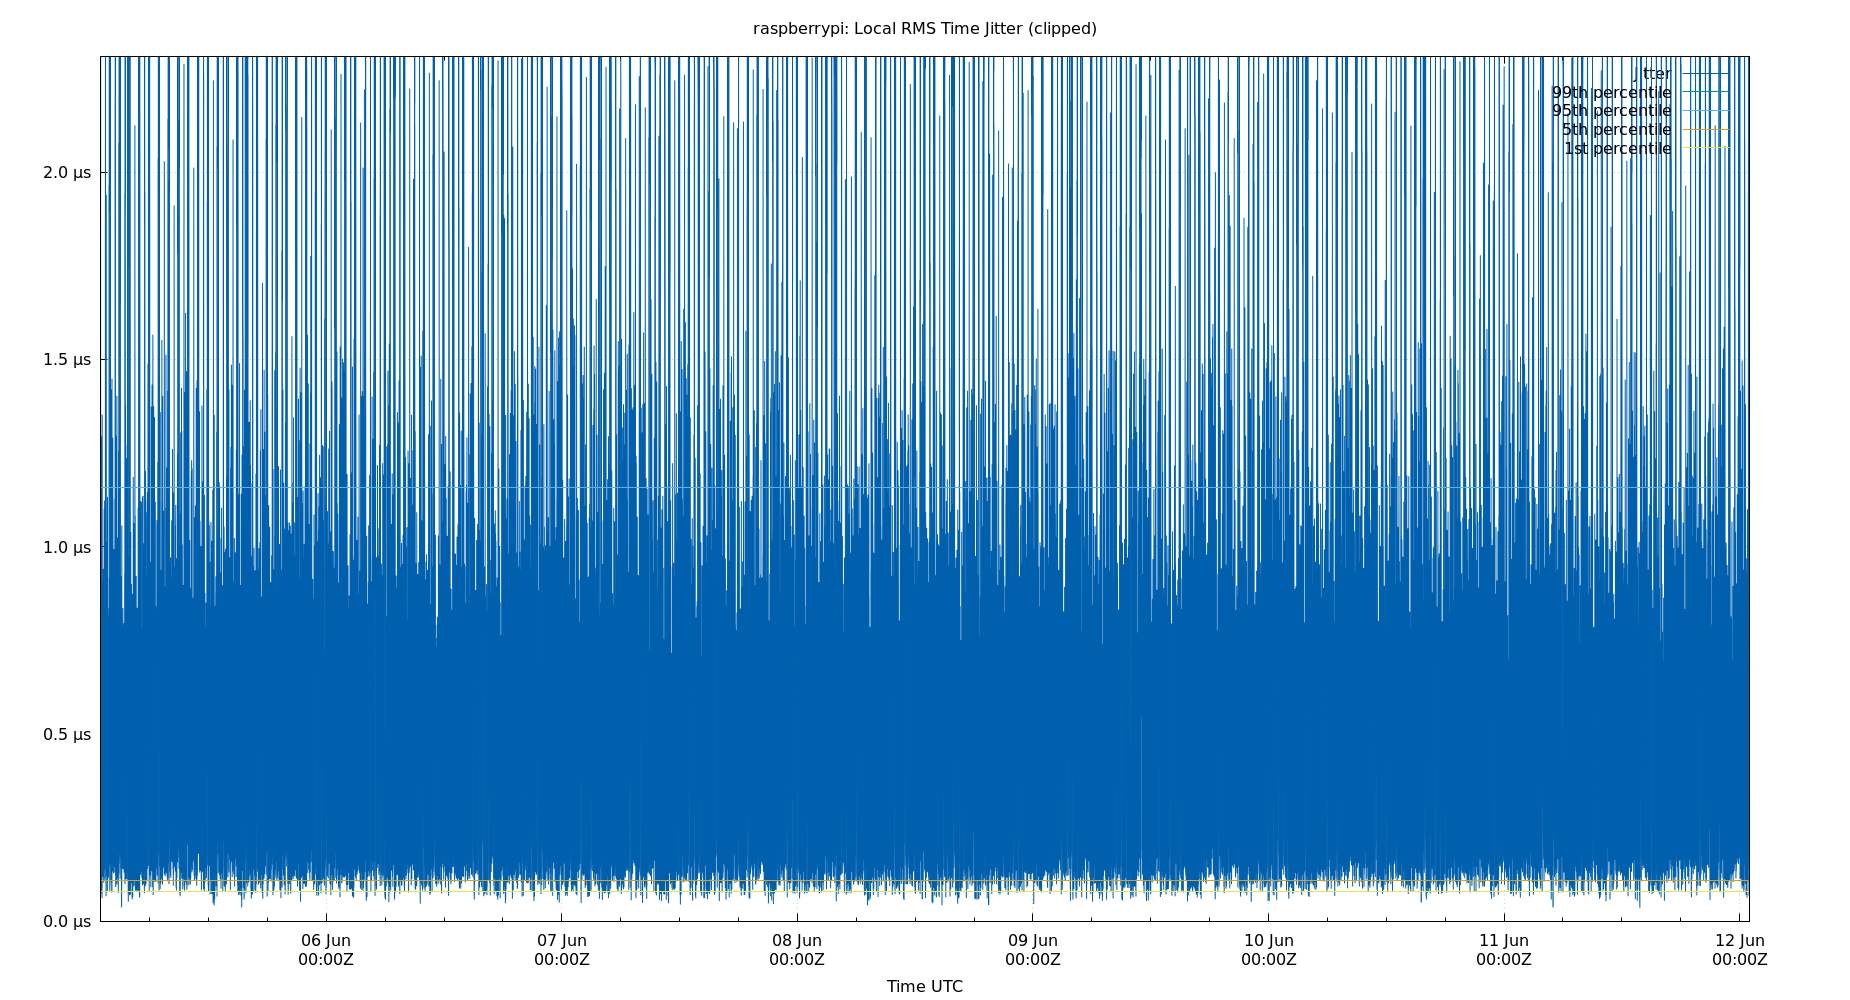 raspberrypi: Local RMS Time Jitter (clipped)
jitter
99th percentile
95th percentile
5th percentile
1st percentile
2.0 μs
1.5 μs
1.0 μs
0.5 μs
0.0 μs
06 Jun 07 Jun 08 Jun 09 Jun 10 Jun 11 Jun 12 Jun
00:00Z 00:00Z 00:00Z 00:00Z 00:00Z 00:00Z 00:00Z
Time UTC